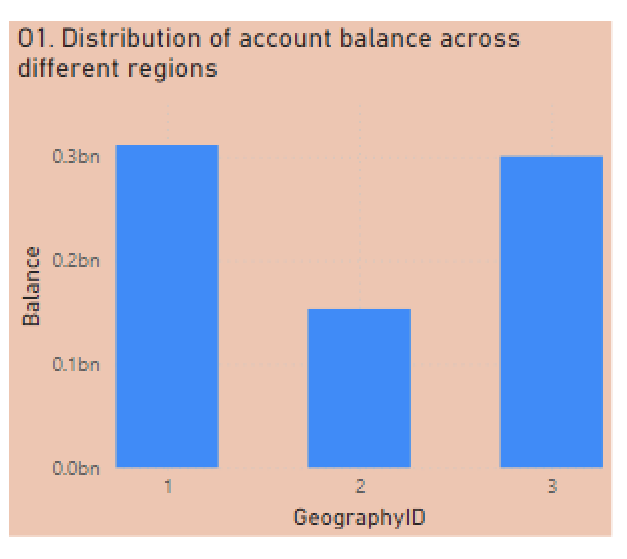 O1. Distribution of account balance across
different regions
0.3bn
0.2bn
0.1bn
0.0bn
Balance
1 2 3
GeographyID